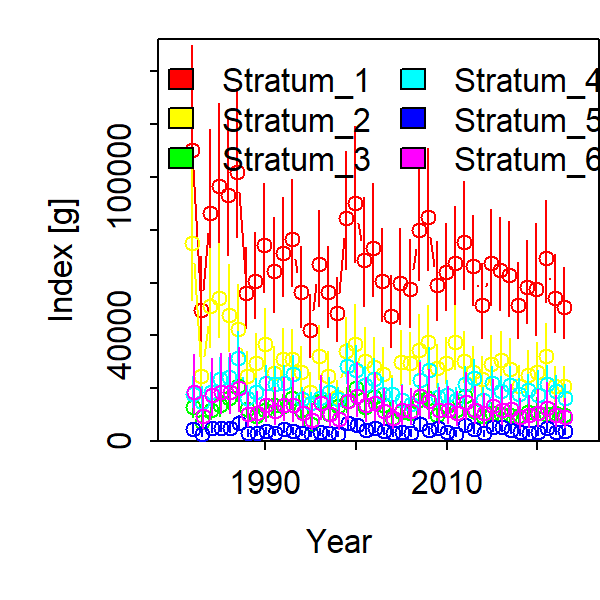 Stratum_1 Stratum_4
Stratum_2 Stratum_5
Stratum_3 Stratum_6
Index [g]
100000
40000
0
1990 2010
Year